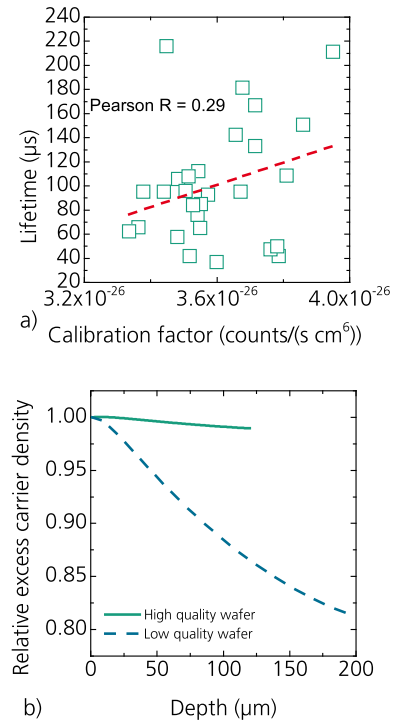 240
220
200
180
160
140
120
100
80
60
40
20
Lifetime (µs)
Pearson R = 0.29
3.2x10⁻²⁶ 3.6x10⁻²⁶ 4.0x10⁻²⁶
a) Calibration factor (counts/(s cm⁶))
1.00
0.95
0.90
0.85
0.80
Relative excess carrier density
High quality wafer
Low quality wafer
0 50 100 150 200
b) Depth (µm)